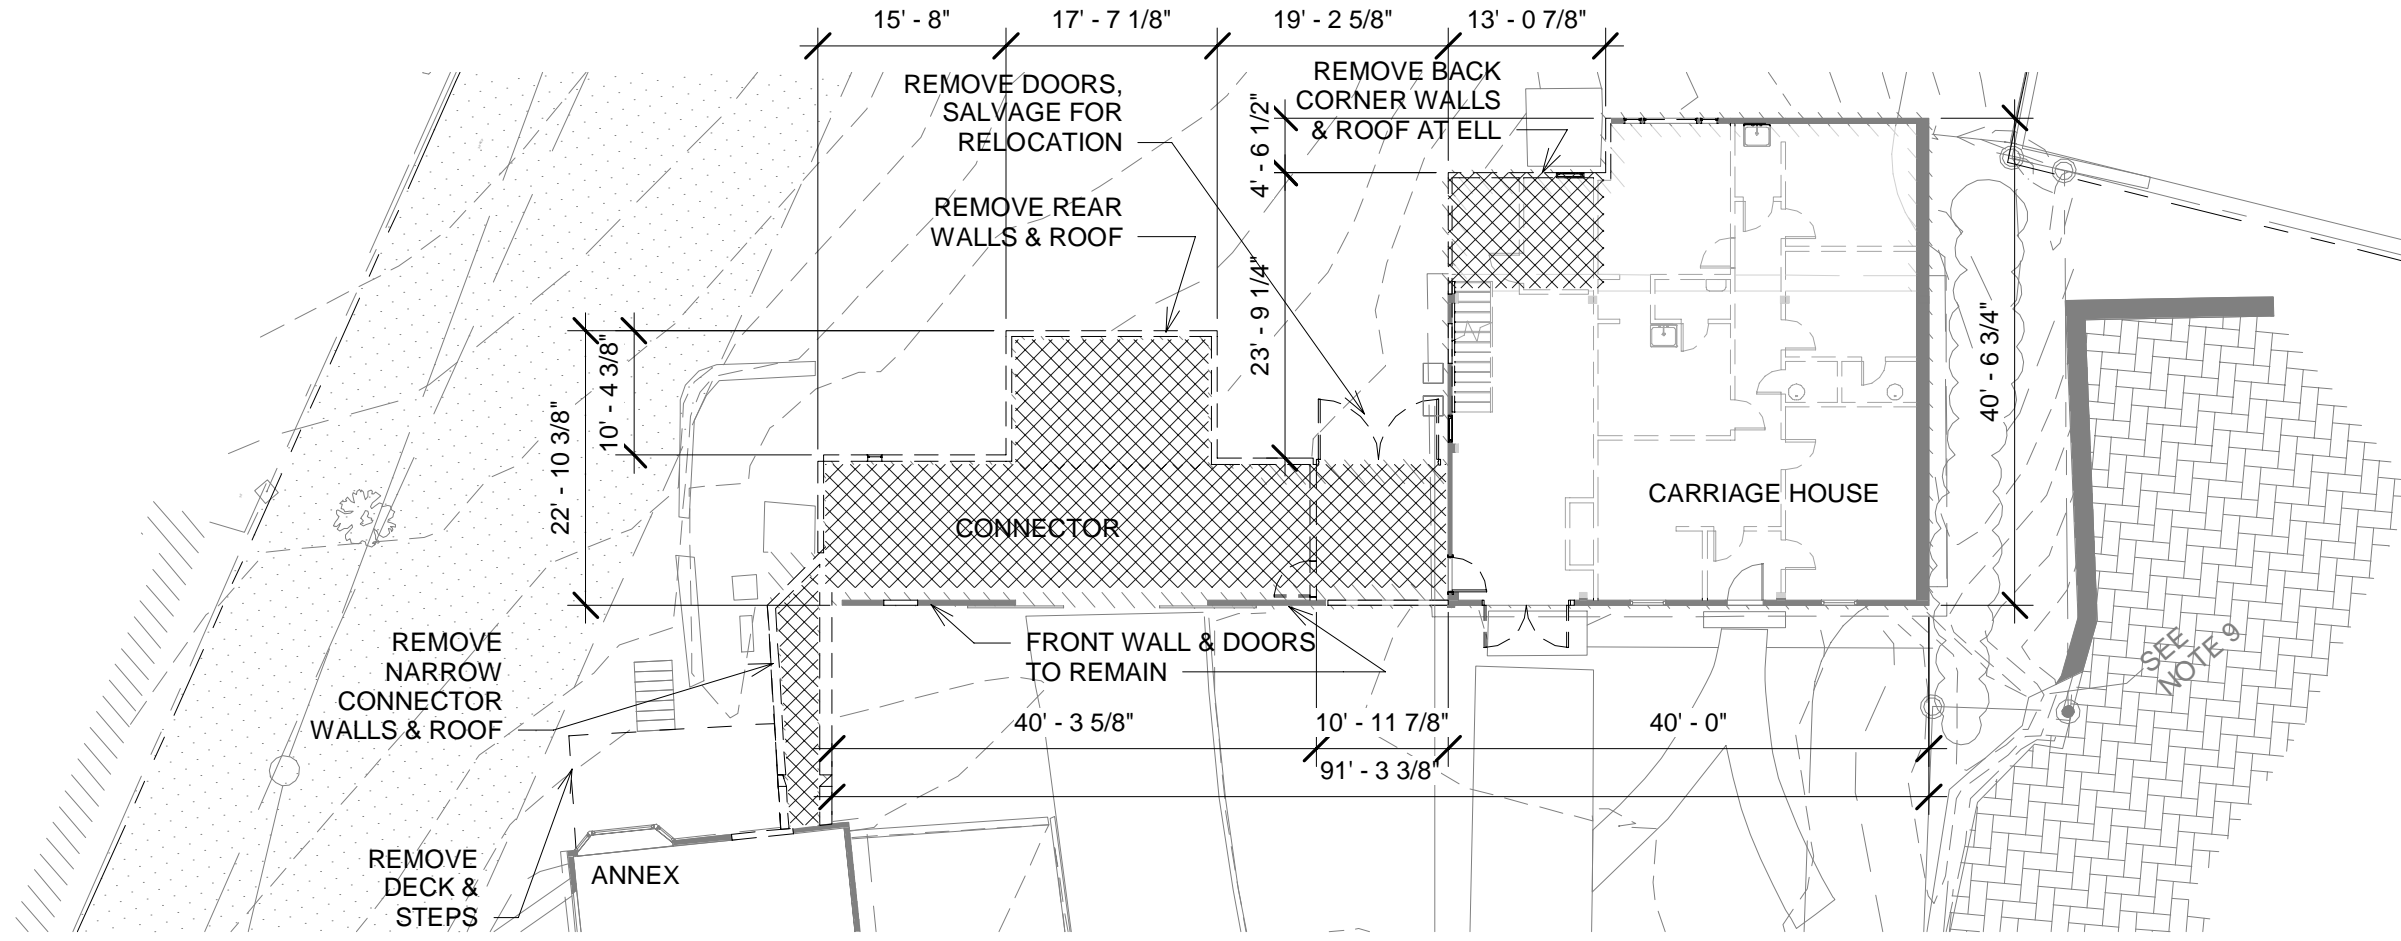 15' - 8"
17' - 7 1/8"
19' - 2 5/8"
13' - 0 7/8"
REMOVE DOORS,
SALVAGE FOR
RELOCATION
REMOVE BACK
CORNER WALLS
& ROOF AT ELL
4' - 6 1/2"
REMOVE REAR
WALLS & ROOF
23' - 9 1/4"
40' - 6 3/4"
10' - 4 3/8"
22' - 10 3/8"
CARRIAGE HOUSE
CONNECTOR
REMOVE
NARROW
CONNECTOR
WALLS & ROOF
FRONT WALL & DOORS
TO REMAIN
SEE
NOTE 9
40' - 3 5/8"
10' - 11 7/8"
40' - 0"
91' - 3 3/8"
REMOVE
DECK &
STEPS
ANNEX